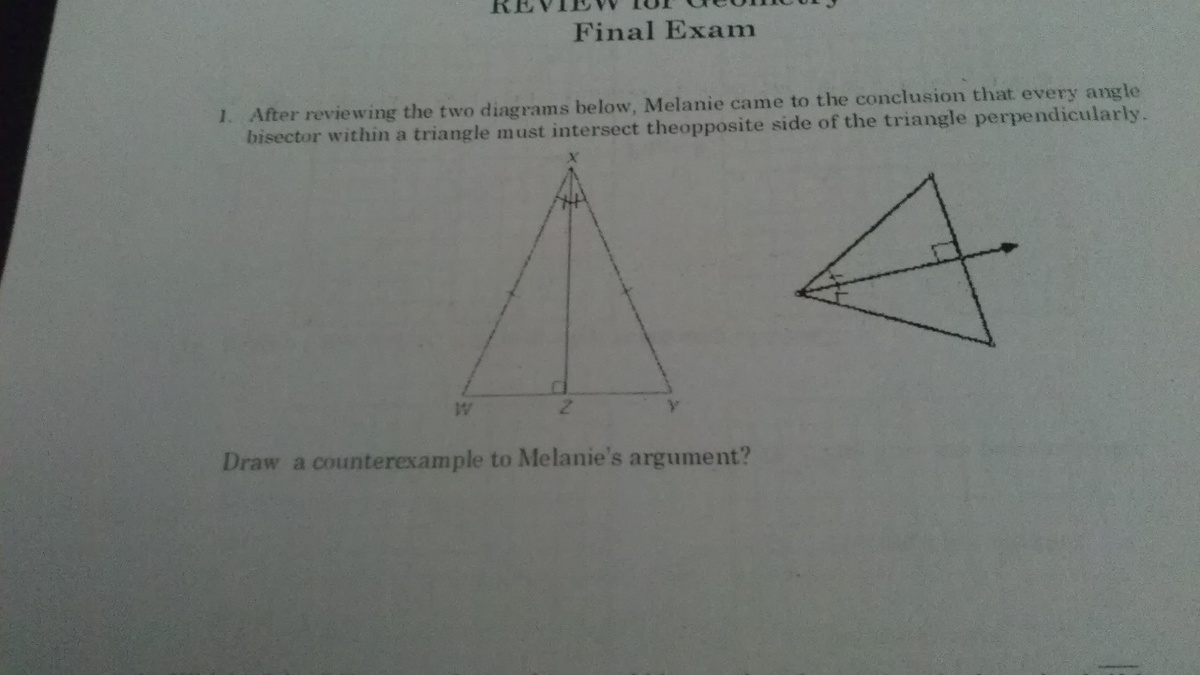 REVIEW for Geometry
Final Exam
1. After reviewing the two diagrams below, Melanie came to the conclusion that every angle
bisector within a triangle must intersect theopposite side of the triangle perpendicularly.
X
W Z Y
Draw a counterexample to Melanie's argument?